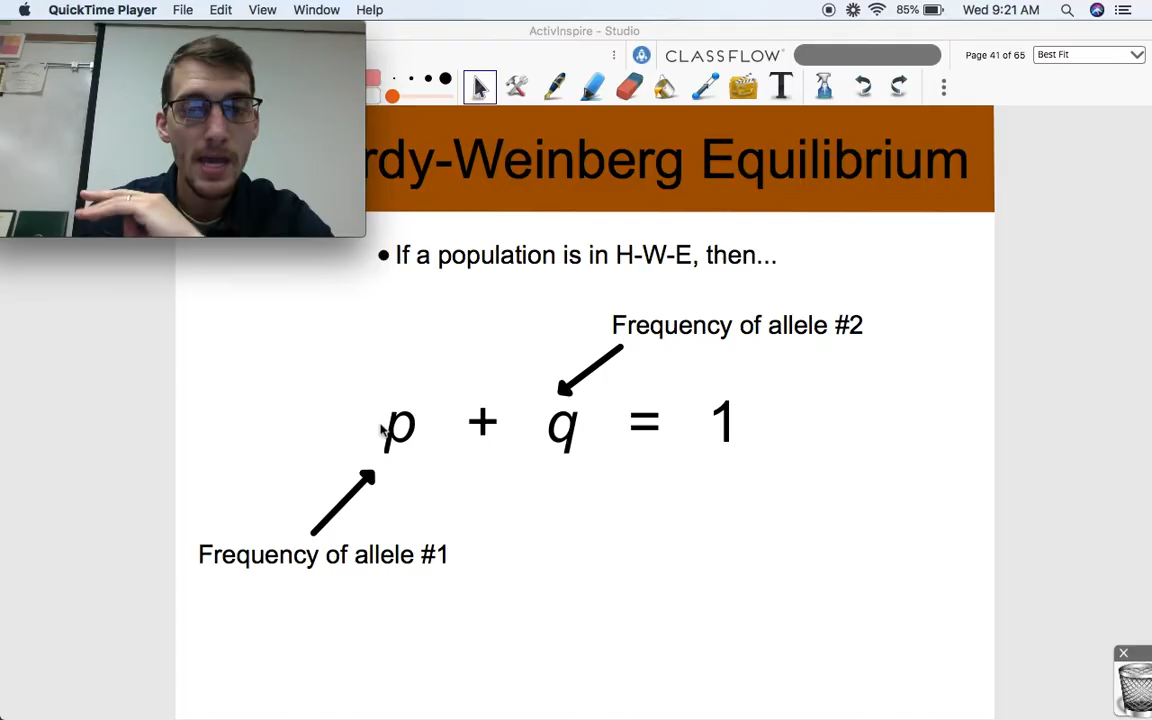 QuickTime Player File Edit View Window Help 85% Wed 9:21 AM
ActivInspire - Studio
CLASSFLOW Page 41 of 65 Best Fit
T
rdy-Weinberg Equilibrium
• If a population is in H-W-E, then...
Frequency of allele #2
p + q = 1
Frequency of allele #1